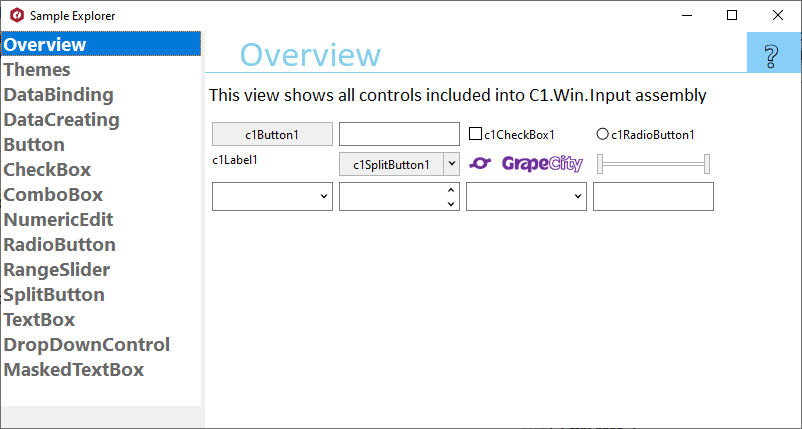 Sample Explorer
Overview
Themes
DataBinding
DataCreating
Button
CheckBox
ComboBox
NumericEdit
RadioButton
RangeSlider
SplitButton
TextBox
DropDownControl
MaskedTextBox
Overview
?
This view shows all controls included into C1.Win.Input assembly
c1Button1
c1CheckBox1
c1RadioButton1
c1Label1
c1SplitButton1
GrapeCity